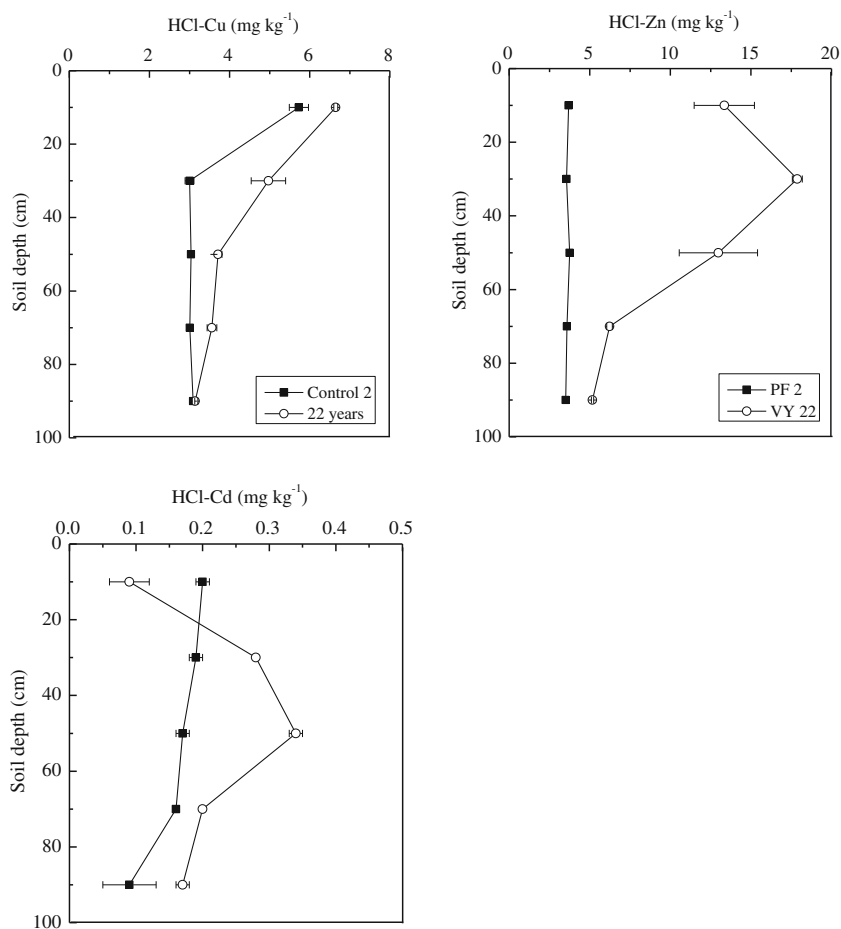 HCl-Cu (mg kg⁻¹)
0 2 4 6 8
0
20
40
60
80
100
Soil depth (cm)
Control 2
22 years
HCl-Zn (mg kg⁻¹)
0 5 10 15 20
0
20
40
60
80
100
Soil depth (cm)
PF 2
VY 22
HCl-Cd (mg kg⁻¹)
0.0 0.1 0.2 0.3 0.4 0.5
0
20
40
60
80
100
Soil depth (cm)